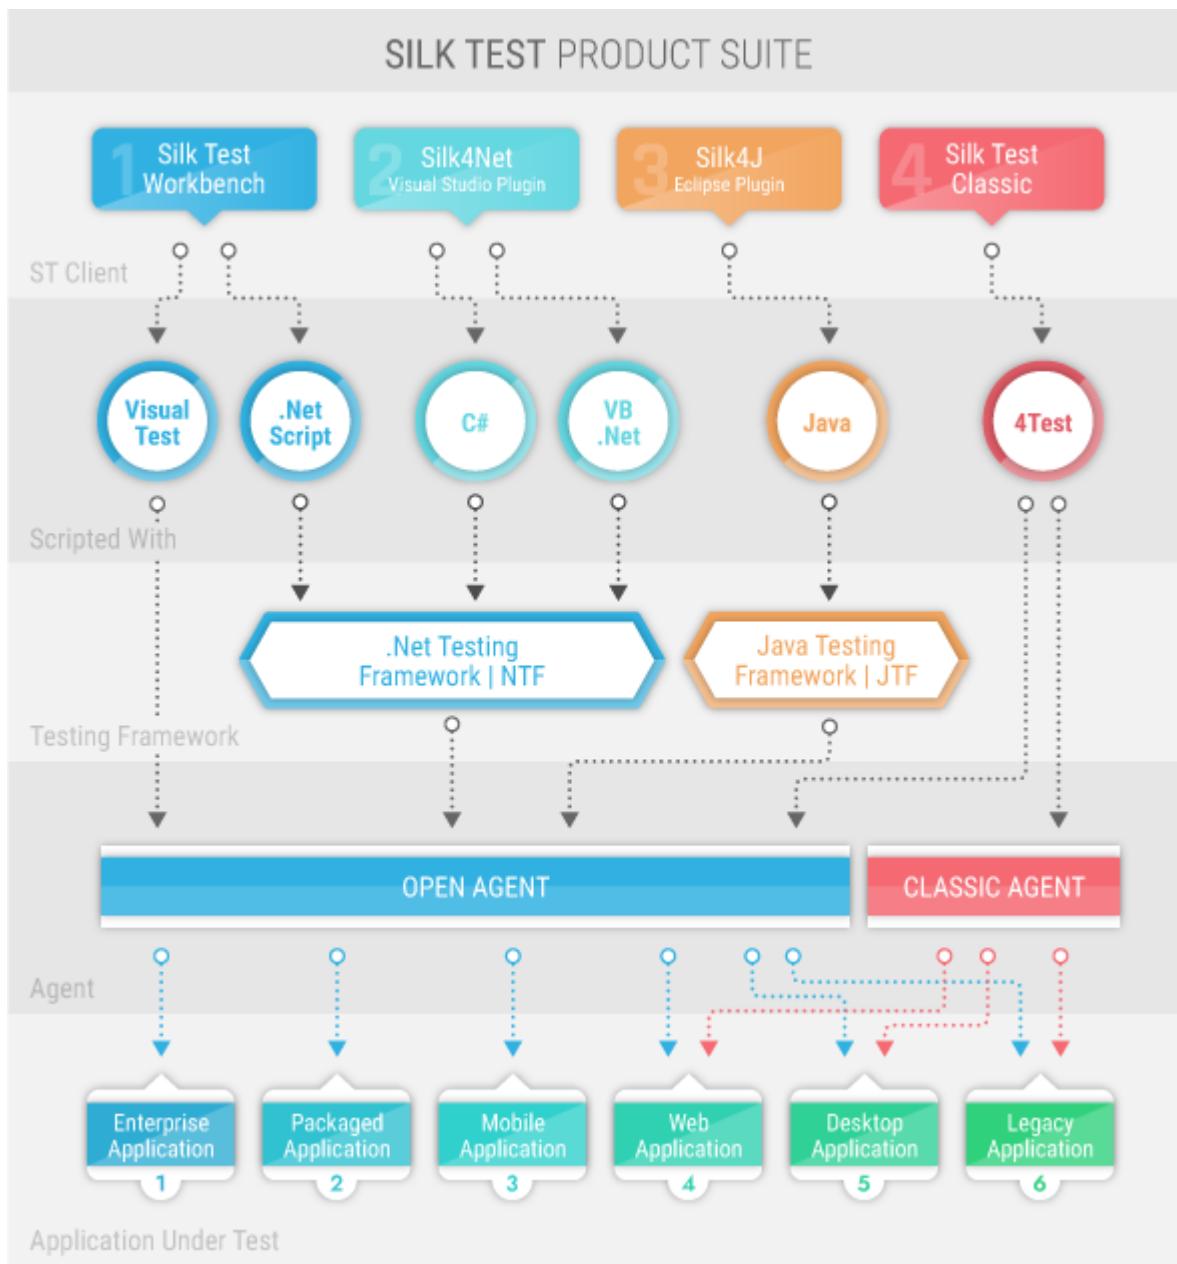 SILK TEST PRODUCT SUITE
1
Silk Test
Workbench
2
Silk4Net
Visual Studio Plugin
3
Silk4J
Eclipse Plugin
4
Silk Test
Classic
ST Client
Visual
Test
.Net
Script
C#
VB
.Net
Java
4Test
Scripted With
.Net Testing
Framework | NTF
Java Testing
Framework | JTF
Testing Framework
OPEN AGENT
CLASSIC AGENT
Agent
Enterprise
Application
1
Packaged
Application
2
Mobile
Application
3
Web
Application
4
Desktop
Application
5
Legacy
Application
6
Application Under Test